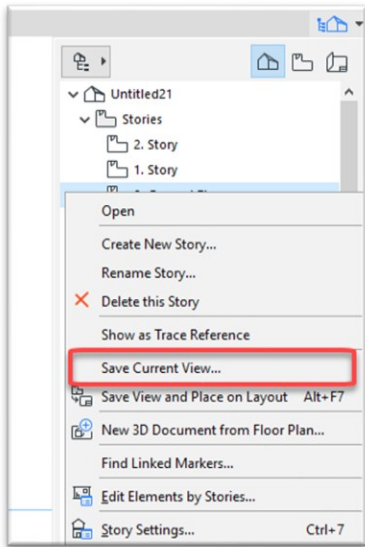 Untitled21
Stories
2. Story
1. Story
Open
Create New Story...
Rename Story...
Delete this Story
Show as Trace Reference
Save Current View...
Save View and Place on Layout Alt+F7
New 3D Document from Floor Plan...
Find Linked Markers...
Edit Elements by Stories...
Story Settings... Ctrl+7